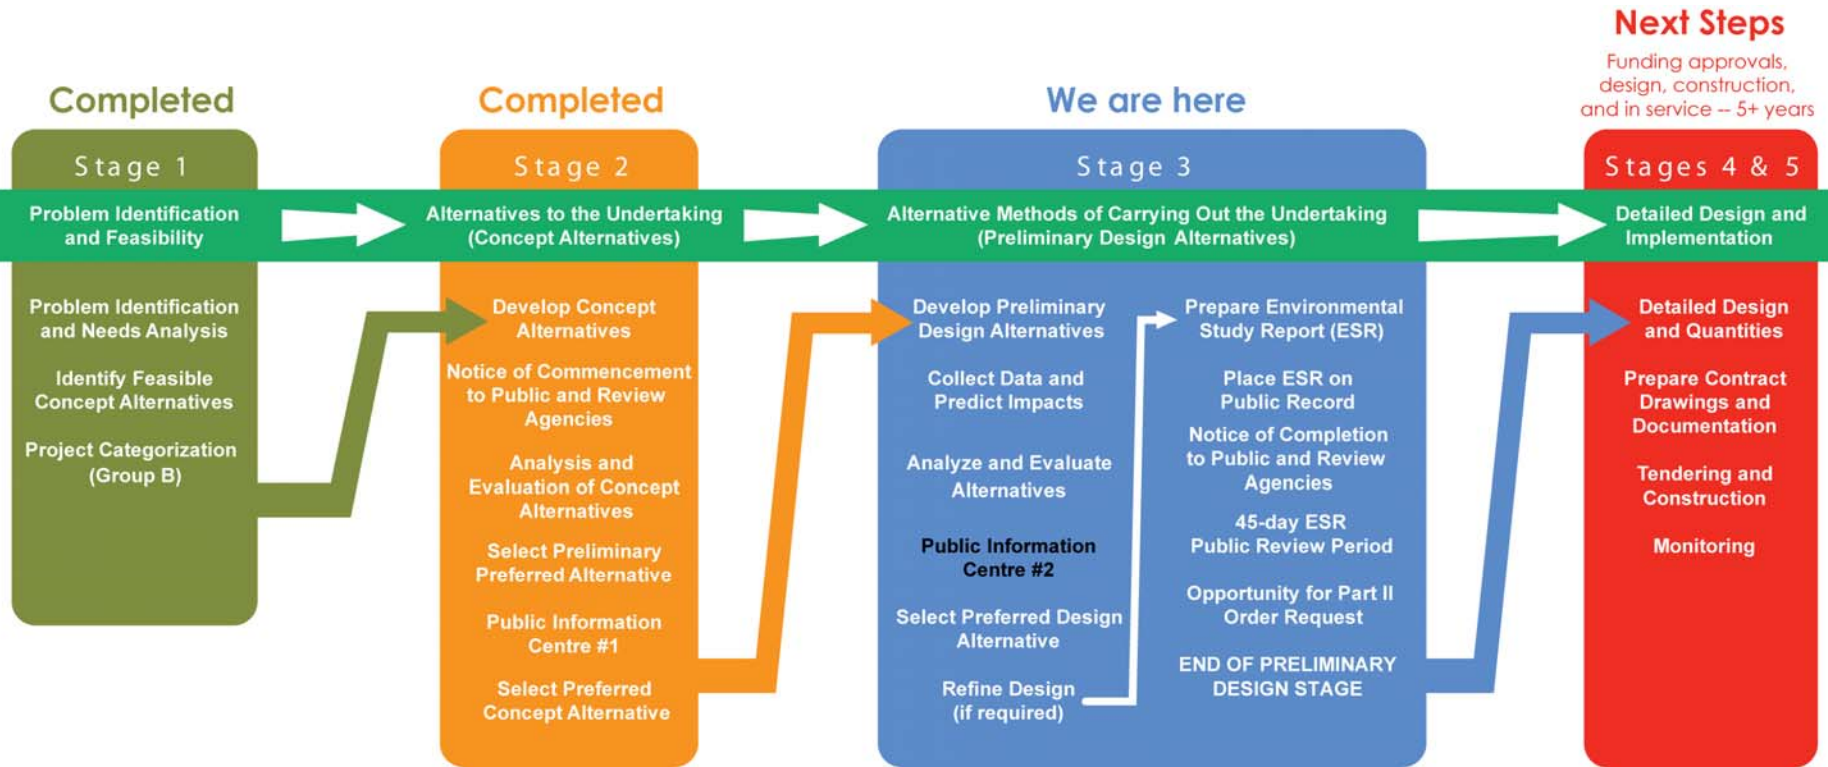 Completed
Stage 1
Problem Identification
and Feasibility
Problem Identification
and Needs Analysis
Identify Feasible
Concept Alternatives
Project Categorization
(Group B)
Completed
Stage 2
Alternatives to the Undertaking
(Concept Alternatives)
Develop Concept
Alternatives
Notice of Commencement
to Public and Review
Agencies
Analysis and
Evaluation of Concept
Alternatives
Select Preliminary
Preferred Alternative
Public Information
Centre #1
Select Preferred
Concept Alternative
We are here
Stage 3
Alternative Methods of Carrying Out the Undertaking
(Preliminary Design Alternatives)
Develop Preliminary
Design Alternatives
Collect Data and
Predict Impacts
Analyze and Evaluate
Alternatives
Public Information
Centre #2
Select Preferred Design
Alternative
Refine Design
(if required)
Prepare Environmental
Study Report (ESR)
Place ESR on
Public Record
Notice of Completion
to Public and Review
Agencies
45-day ESR
Public Review Period
Opportunity for Part II
Order Request
END OF PRELIMINARY
DESIGN STAGE
Next Steps
Funding approvals,
design, construction,
and in service -- 5+ years
Stages 4 & 5
Detailed Design and
Implementation
Detailed Design
and Quantities
Prepare Contract
Drawings and
Documentation
Tendering and
Construction
Monitoring